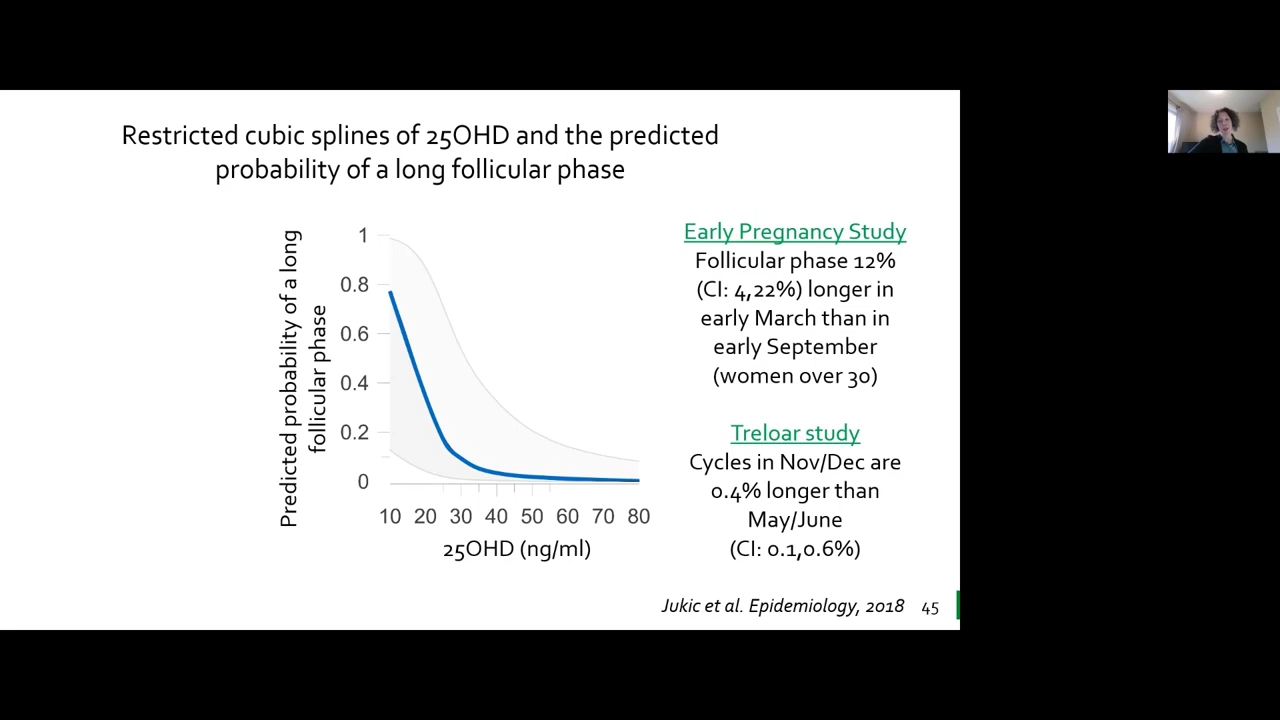 Restricted cubic splines of 25OHD and the predicted
probability of a long follicular phase
Predicted probability of a long
follicular phase
1
0.8
0.6
0.4
0.2
0
10 20 30 40 50 60 70 80
25OHD (ng/ml)
Early Pregnancy Study
Follicular phase 12%
(CI: 4,22%) longer in
early March than in
early September
(women over 30)
Treloar study
Cycles in Nov/Dec are
0.4% longer than
May/June
(CI: 0.1,0.6%)
Jukic et al. Epidemiology, 2018 45